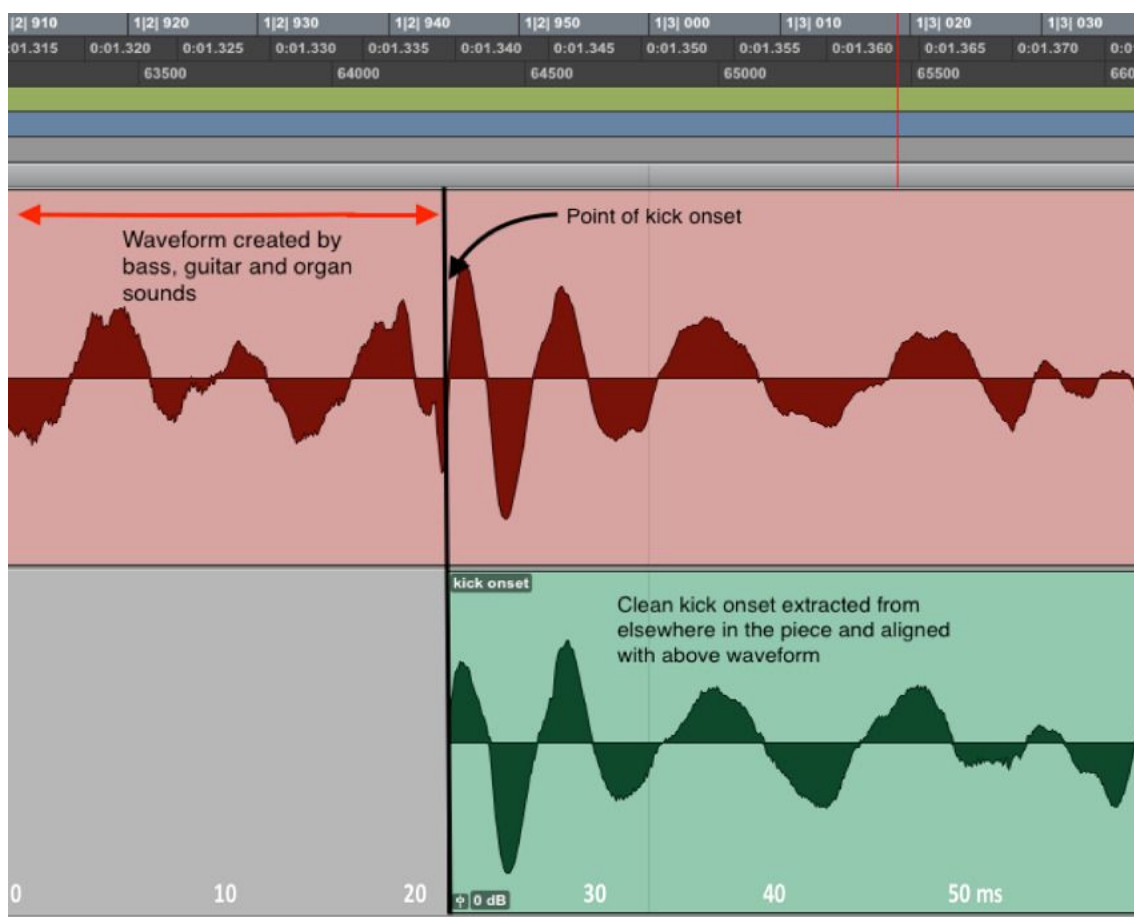 |2| 910 1|2| 920 1|2| 930 1|2| 940 1|2| 950 1|3| 000 1|3| 010 1|3| 020 1|3| 030
:01.315 0:01.320 0:01.325 0:01.330 0:01.335 0:01.340 0:01.345 0:01.350 0:01.355 0:01.360 0:01.365 0:01.370 0:0
63500 64000 64500 65000 65500 660
Point of kick onset
Waveform created by
bass, guitar and organ
sounds
kick onset
Clean kick onset extracted from
elsewhere in the piece and aligned
with above waveform
0 10 20 0 dB 30 40 50 ms